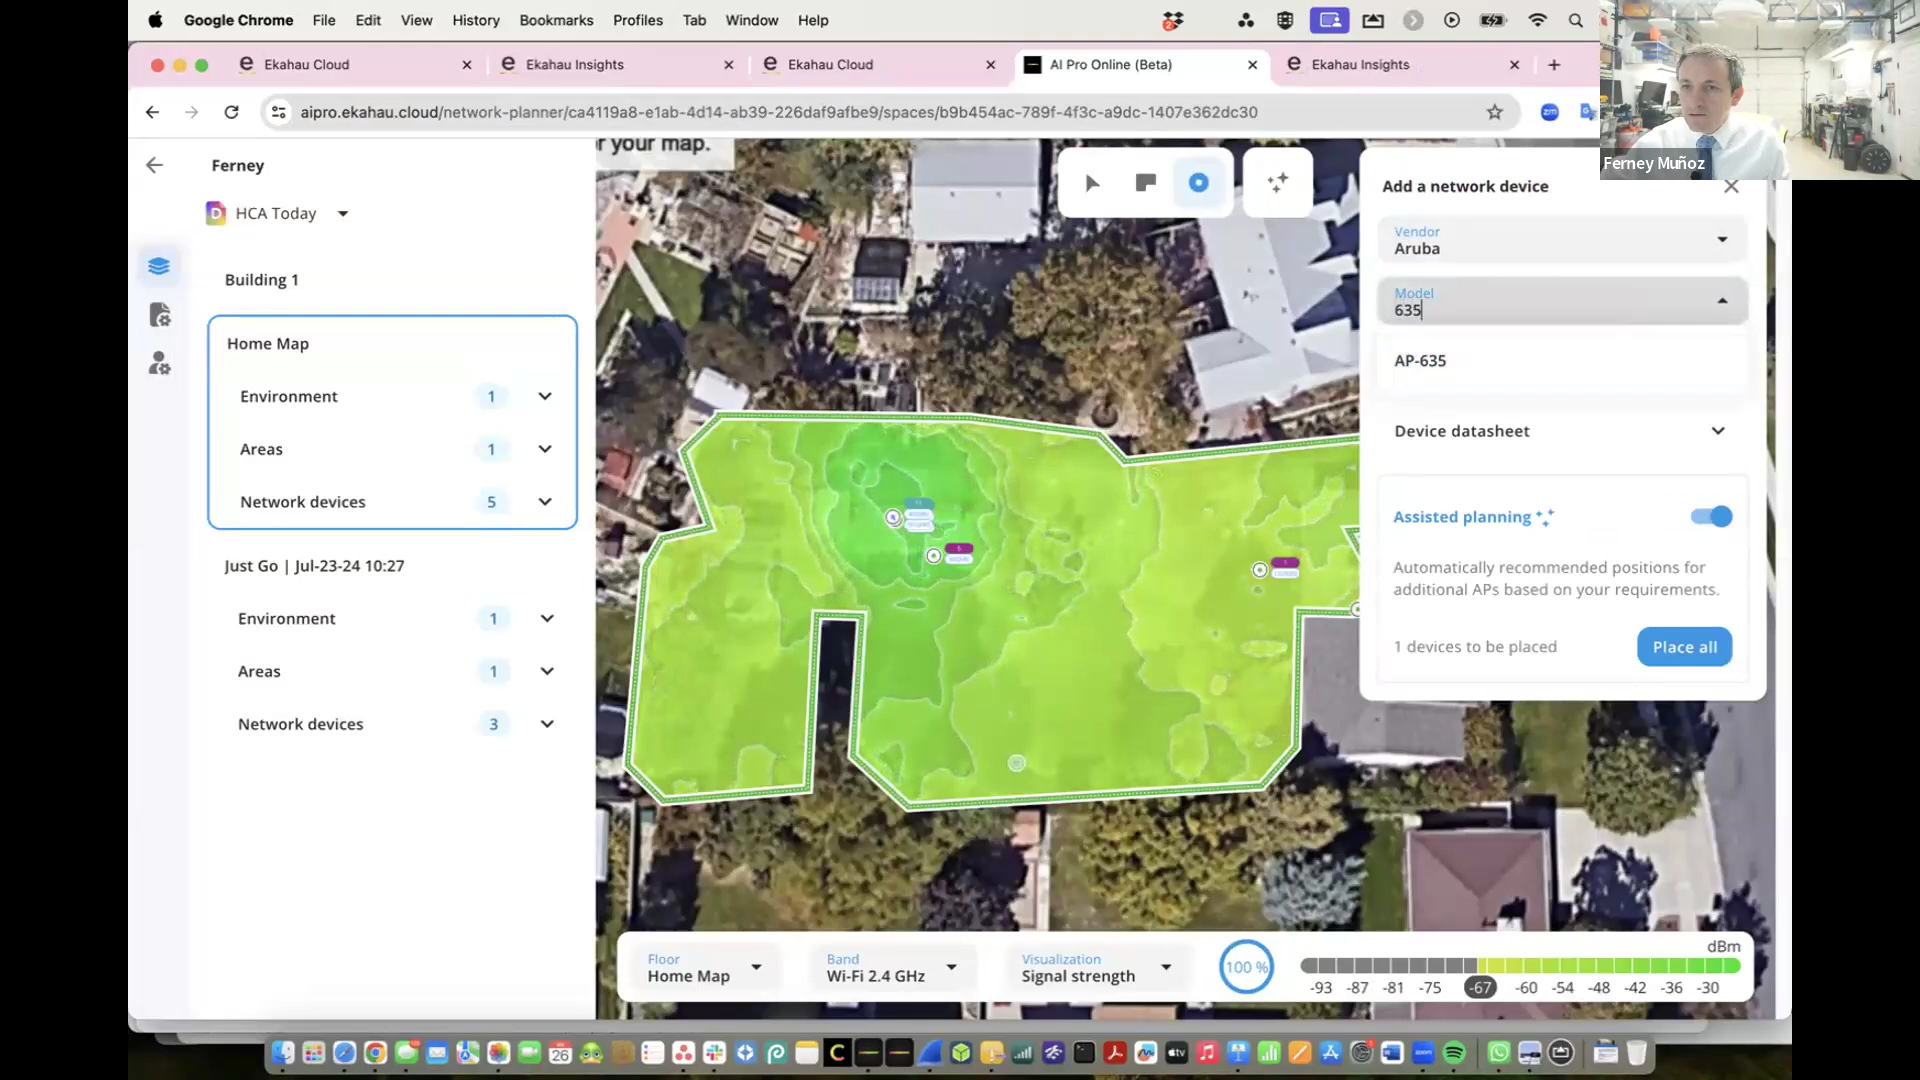 Google Chrome File Edit View History Bookmarks Profiles Tab Window Help
2
Ekahau Cloud
Ekahau Insights
Ekahau Cloud
AI Pro Online (Beta)
Ekahau Insights
aipro.ekahau.cloud/network-planner/ca4119a8-e1ab-4d14-ab39-226daf9afbe9/spaces/b9b454ac-789f-4f3c-a9dc-1407e362dc30
zm
Ferney Muñoz
Ferney
D HCA Today
Building 1
Home Map
Environment 1
Areas 1
Network devices 5
Just Go | Jul-23-24 10:27
Environment 1
Areas 1
Network devices 3
r your map.
Add a network device
Vendor
Aruba
Model
635
AP-635
Device datasheet
Assisted planning
Automatically recommended positions for
additional APs based on your requirements.
1 devices to be placed
Place all
Floor
Home Map
Band
Wi-Fi 2.4 GHz
Visualization
Signal strength
100 %
dBm
-93 -87 -81 -75 -67 -60 -54 -48 -42 -36 -30
26